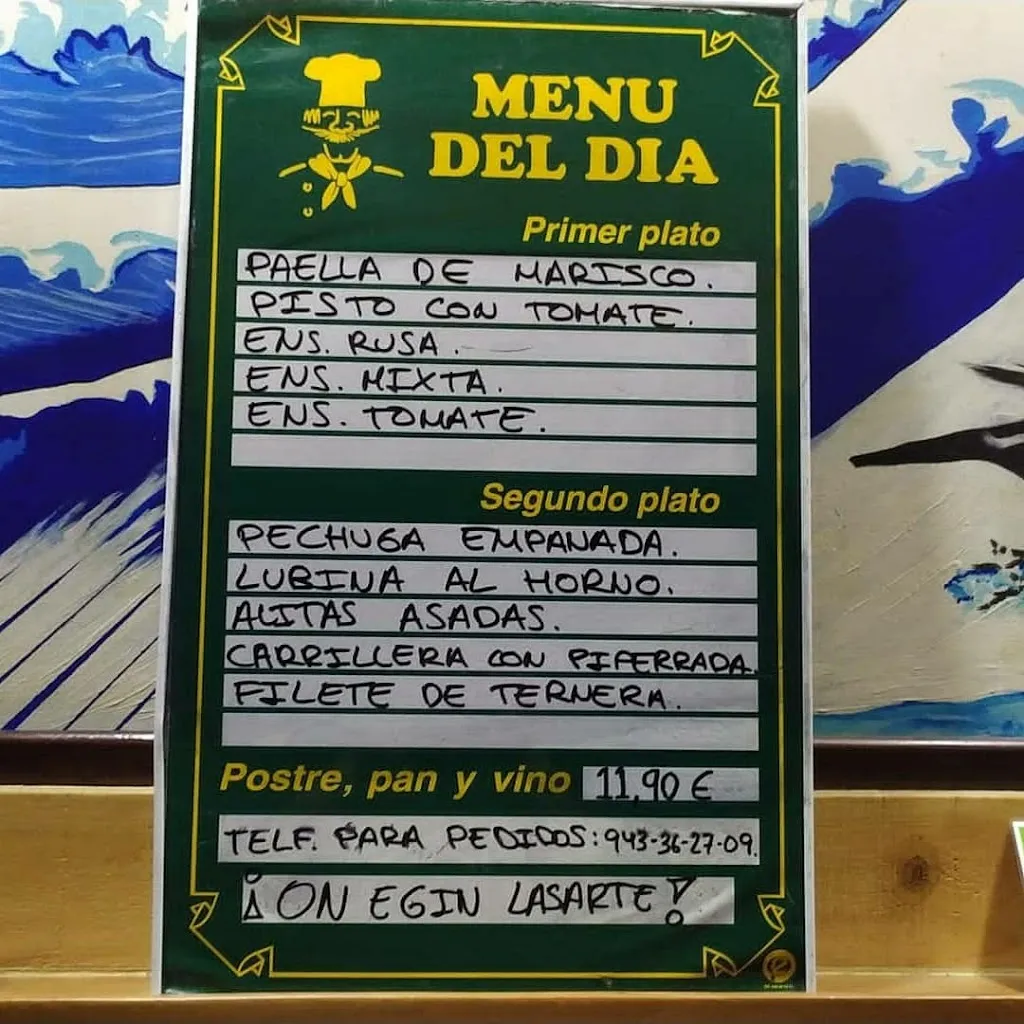 MENU
DEL DIA
Primer plato
PAELLA DE MARISCO.
PISTO CON TOMATE.
ENS. RUSA.
ENS. MIXTA.
ENS. TOMATE.
Segundo plato
PECHUGA EMPANADA.
LUBINA AL HORNO.
ALITAS ASADAS.
CARRILLERA CON PIPERRADA.
FILETE DE TERNERA.
Postre, pan y vino 11,90 €
TELF. PARA PEDIDOS: 943-36-27-09.
¡ON EGIN LASARTE!